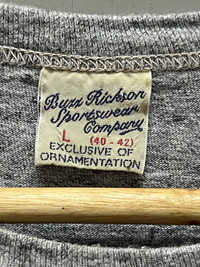 Buzz Rickson
Sportswear
Company
L (40-42)
EXCLUSIVE OF
ORNAMENTATION